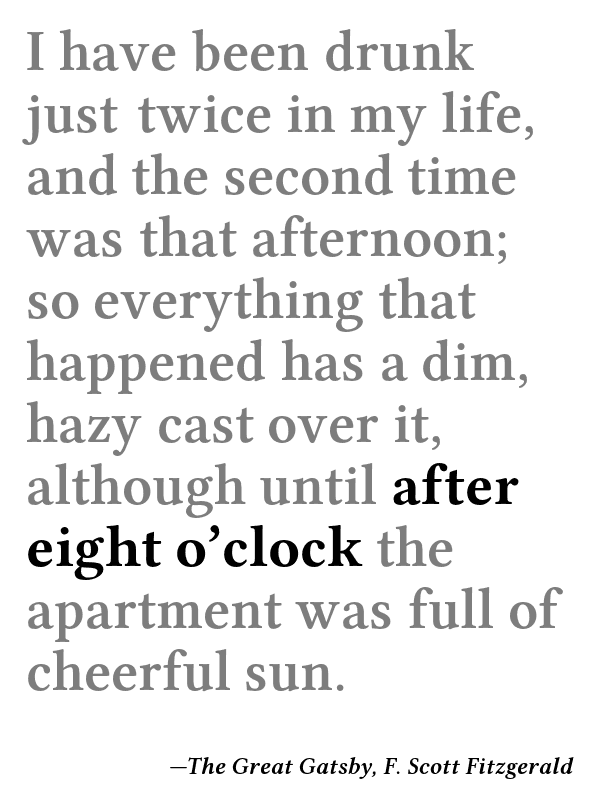 I have been drunk
just twice in my life,
and the second time
was that afternoon;
so everything that
happened has a dim,
hazy cast over it,
although until after
eight o’clock the
apartment was full of
cheerful sun.
—The Great Gatsby, F. Scott Fitzgerald